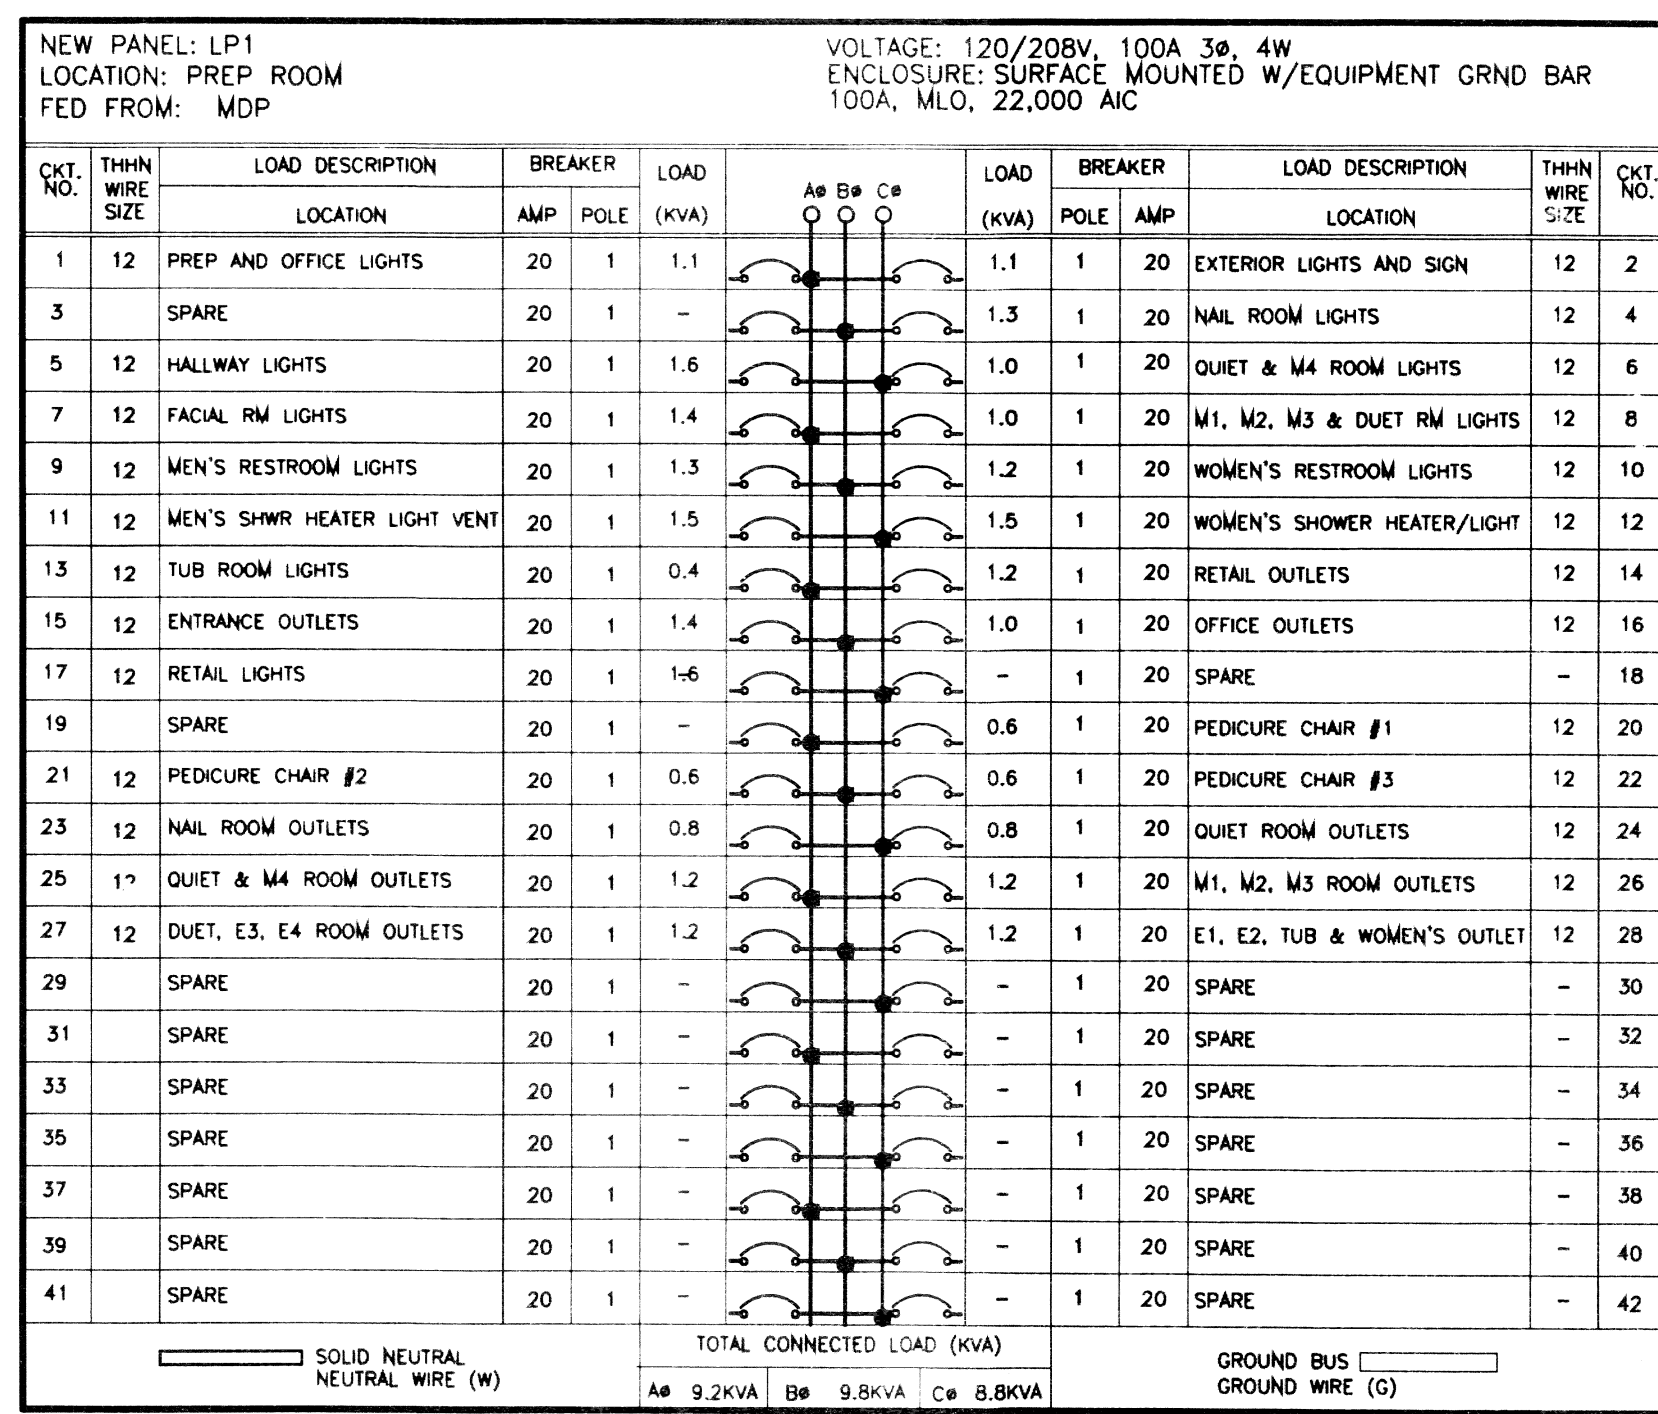 NEW PANEL: LP1
LOCATION: PREP ROOM
FED FROM: MDP
VOLTAGE: 120/208V, 100A 3ø, 4W
ENCLOSURE: SURFACE MOUNTED W/EQUIPMENT GRND BAR
100A, MLO, 22,000 AIC
CKT. NO. THHN WIRE SIZE LOAD DESCRIPTION LOCATION BREAKER AMP POLE LOAD (KVA) Aø Bø Cø LOAD (KVA) BREAKER POLE AMP LOAD DESCRIPTION LOCATION THHN WIRE SIZE CKT. NO.
1 12 PREP AND OFFICE LIGHTS 20 1 1.1 1.1 1 20 EXTERIOR LIGHTS AND SIGN 12 2
3 SPARE 20 1 - 1.3 1 20 NAIL ROOM LIGHTS 12 4
5 12 HALLWAY LIGHTS 20 1 1.6 1.0 1 20 QUIET & M4 ROOM LIGHTS 12 6
7 12 FACIAL RM LIGHTS 20 1 1.4 1.0 1 20 M1, M2, M3 & DUET RM LIGHTS 12 8
9 12 MEN'S RESTROOM LIGHTS 20 1 1.3 1.2 1 20 WOMEN'S RESTROOM LIGHTS 12 10
11 12 MEN'S SHWR HEATER LIGHT VENT 20 1 1.5 1.5 1 20 WOMEN'S SHOWER HEATER/LIGHT 12 12
13 12 TUB ROOM LIGHTS 20 1 0.4 1.2 1 20 RETAIL OUTLETS 12 14
15 12 ENTRANCE OUTLETS 20 1 1.4 1.0 1 20 OFFICE OUTLETS 12 16
17 12 RETAIL LIGHTS 20 1 1.6 - 1 20 SPARE - 18
19 SPARE 20 1 - 0.6 1 20 PEDICURE CHAIR #1 12 20
21 12 PEDICURE CHAIR #2 20 1 0.6 0.6 1 20 PEDICURE CHAIR #3 12 22
23 12 NAIL ROOM OUTLETS 20 1 0.8 0.8 1 20 QUIET ROOM OUTLETS 12 24
25 12 QUIET & M4 ROOM OUTLETS 20 1 1.2 1.2 1 20 M1, M2, M3 ROOM OUTLETS 12 26
27 12 DUET, E3, E4 ROOM OUTLETS 20 1 1.2 1.2 1 20 E1, E2, TUB & WOMEN'S OUTLET 12 28
29 SPARE 20 1 - - 1 20 SPARE - 30
31 SPARE 20 1 - - 1 20 SPARE - 32
33 SPARE 20 1 - - 1 20 SPARE - 34
35 SPARE 20 1 - - 1 20 SPARE - 36
37 SPARE 20 1 - - 1 20 SPARE - 38
39 SPARE 20 1 - - 1 20 SPARE - 40
41 SPARE 20 1 - - 1 20 SPARE - 42
SOLID NEUTRAL
NEUTRAL WIRE (W)
TOTAL CONNECTED LOAD (KVA)
Aø 9.2KVA Bø 9.8KVA Cø 8.8KVA
GROUND BUS
GROUND WIRE (G)